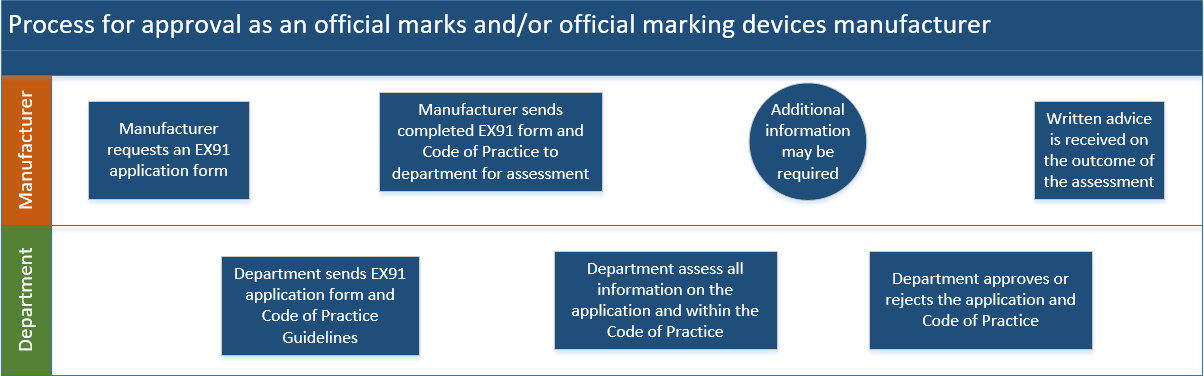 Process for approval as an official marks and/or official marking devices manufacturer
Manufacturer
Manufacturer
requests an EX91
application form
Manufacturer sends
completed EX91 form and
Code of Practice to
department for assessment
Additional
information
may be
required
Written advice
is received on
the outcome of
the assessment
Department
Department sends EX91
application form and
Code of Practice
Guidelines
Department assess all
information on the
application and within the
Code of Practice
Department approves or
rejects the application and
Code of Practice